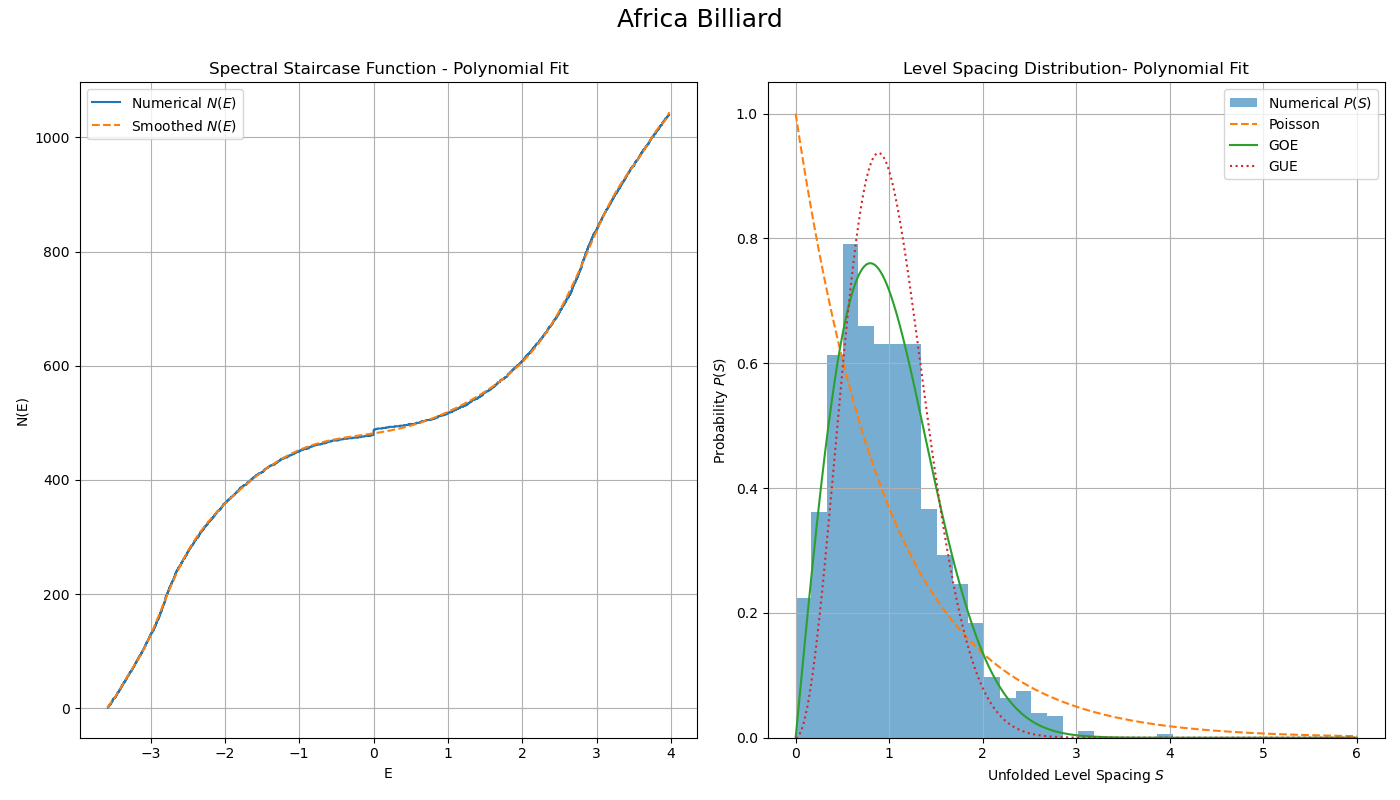 Africa Billiard
Spectral Staircase Function - Polynomial Fit
Numerical N(E)
Smoothed N(E)
N(E)
1000
800
600
400
200
0
−3
−2
−1
0
1
2
3
4
E
Level Spacing Distribution- Polynomial Fit
Numerical P(S)
Poisson
GOE
GUE
Probability P(S)
1.0
0.8
0.6
0.4
0.2
0.0
0
1
2
3
4
5
6
Unfolded Level Spacing S